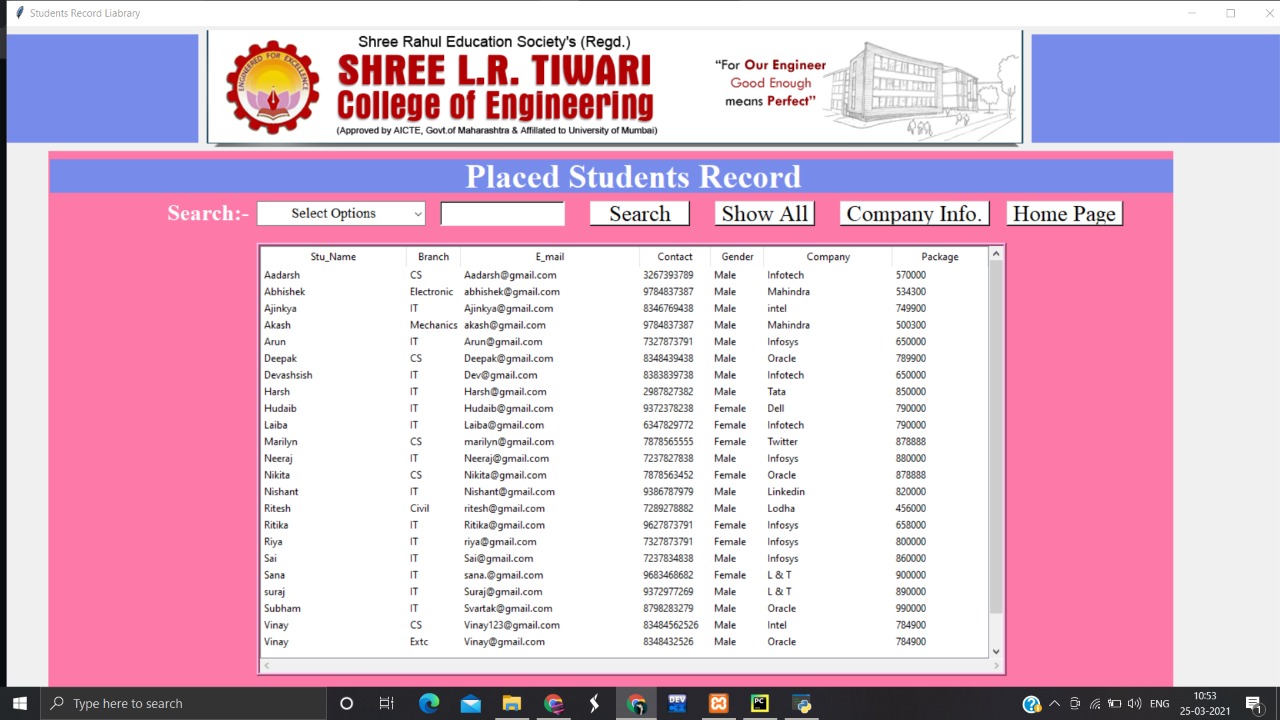 Students Record Liabrary
Shree Rahul Education Society's (Regd.)
SHREE L.R. TIWARI
College of Engineering
(Approved by AICTE, Govt.of Maharashtra & Affiliated to University of Mumbai)
ENGINEERED FOR EXCELLENCE
“For Our Engineer
Good Enough
means Perfect”
Placed Students Record
Search:- Select Options Search Show All Company Info. Home Page
Stu_Name Branch E_mail Contact Gender Company Package
Aadarsh CS Aadarsh@gmail.com 3267393789 Male Infotech 570000
Abhishek Electronic abhishek@gmail.com 9784837387 Male Mahindra 534300
Ajinkya IT Ajinkya@gmail.com 8346769438 Male intel 749900
Akash Mechanics akash@gmail.com 9784837387 Male Mahindra 500300
Arun IT Arun@gmail.com 7327873791 Male Infosys 650000
Deepak CS Deepak@gmail.com 8348439438 Male Oracle 789900
Devashsish IT Dev@gmail.com 8383839738 Male Infotech 650000
Harsh IT Harsh@gmail.com 2987827382 Male Tata 850000
Hudaib IT Hudaib@gmail.com 9372378238 Female Dell 790000
Laiba IT Laiba@gmail.com 6347829772 Female Infotech 790000
Marilyn CS marilyn@gmail.com 7878565555 Female Twitter 878888
Neeraj IT Neeraj@gmail.com 7237827838 Male Infosys 880000
Nikita CS Nikita@gmail.com 7878563452 Female Oracle 878888
Nishant IT Nishant@gmail.com 9386787979 Male Linkedin 820000
Ritesh Civil ritesh@gmail.com 7289278882 Male Lodha 456000
Ritika IT Ritika@gmail.com 9627873791 Female Infosys 658000
Riya IT riya@gmail.com 7327873791 Female Infosys 800000
Sai IT Sai@gmail.com 7237834838 Male Infosys 860000
Sana IT sana.@gmail.com 9683468682 Female L & T 900000
suraj IT Suraj@gmail.com 9372977269 Male L & T 890000
Subham IT Svartak@gmail.com 8798283279 Male Oracle 990000
Vinay CS Vinay123@gmail.com 83484562526 Male Intel 784900
Vinay Extc Vinay@gmail.com 8348432526 Male Oracle 784900
Type here to search
DEV
PC
ENG
10:53
25-03-2021
1